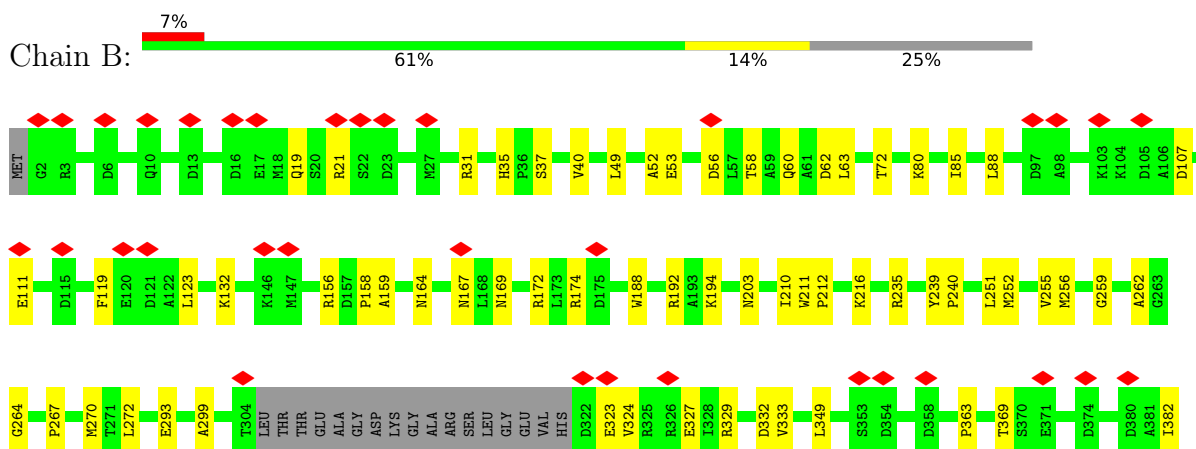 7%
Chain B:
61% 14% 25%
MET G2 R3 D6 Q10 D13 D16 E17 M18 Q19 S20 R21 S22 D23 M27 R31 H35 P36 S37 V40 L49 A52 E53 D56 L57 T58 A59 Q60 A61 D62 L63 T72 K80 I85 L88 D97 A98 K103 K104 D105 A106 D107
E111 D115 F119 E120 D121 A122 L123 K132 K146 M147 R156 D157 P158 A159 N164 N167 L168 N169 R172 L173 R174 D175 W188 R192 A193 K194 N203 I210 W211 P212 K216 R235 Y239 P240 L251 M252 V255 M256 G259 A262 G263
G264 P267 M270 T271 L272 E293 A299 T304 LEU THR THR GLU ALA GLY ASP LYS GLY ALA ARG SER LEU GLY GLU VAL HIS D322 E323 V324 R325 R326 E327 I328 R329 D332 V333 L349 S353 D354 D358 P363 T369 S370 E371 D374 D380 A381 I382